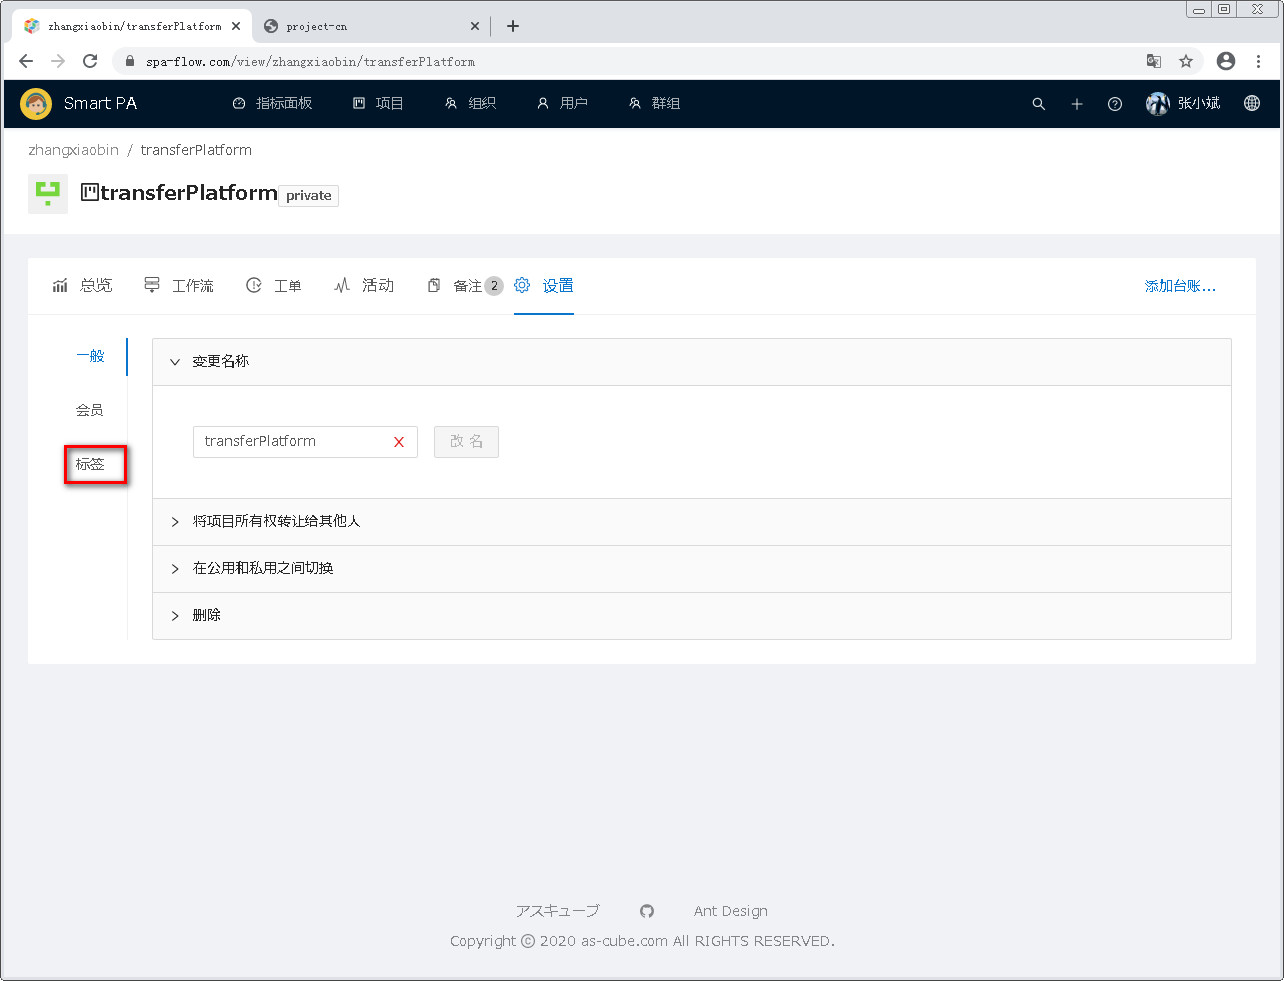 zhangxiaobin/transferPlatform
project-cn
spa-flow.com/view/zhangxiaobin/transferPlatform
Smart PA 指标面板 项目 组织 用户 群组 张小斌
zhangxiaobin / transferPlatform
transferPlatform private
总览 工作流 工单 活动 备注 2 设置 添加台账...
一般
会员
标签
变更名称
transferPlatform 改 名
将项目所有权转让给其他人
在公用和私用之间切换
删除
アスキューブ Ant Design
Copyright © 2020 as-cube.com All RIGHTS RESERVED.